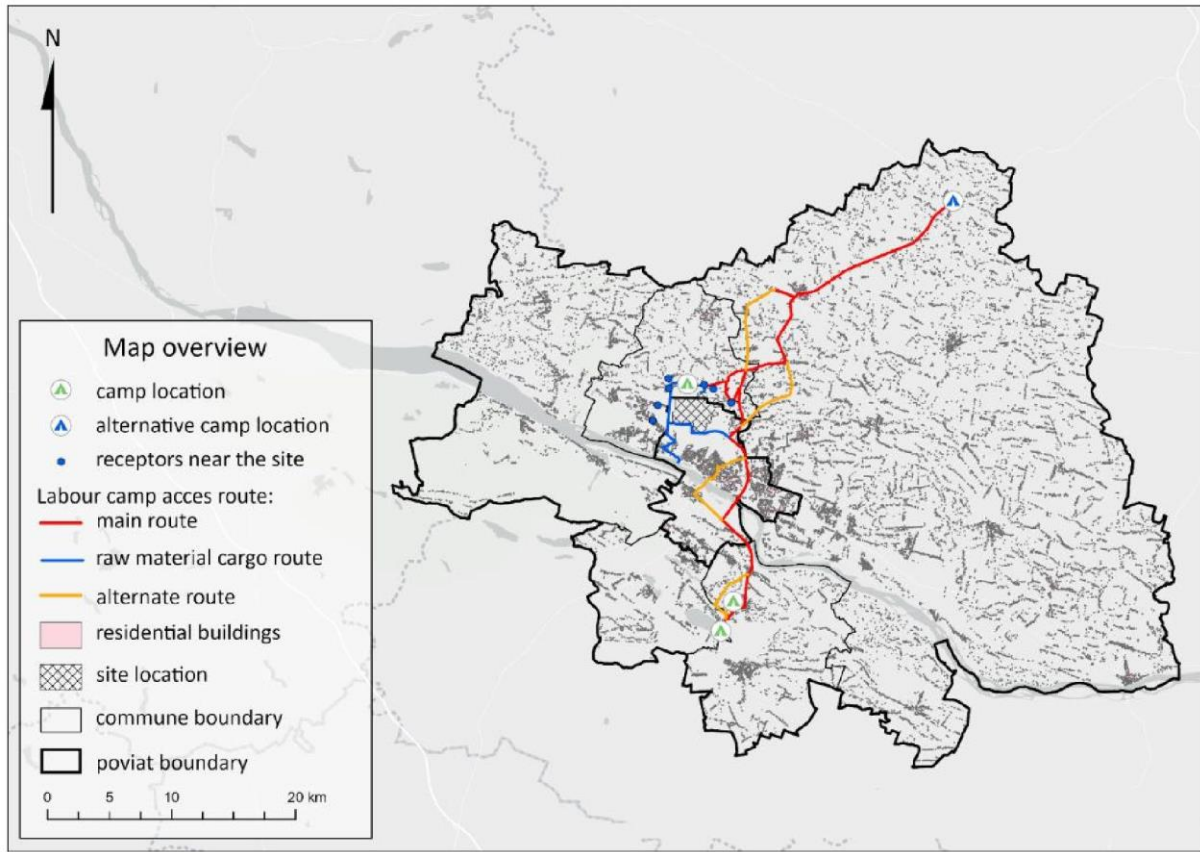 N
Map overview
camp location
alternative camp location
receptors near the site
Labour camp acces route:
main route
raw material cargo route
alternate route
residential buildings
site location
commune boundary
poviat boundary
0 5 10 20 km